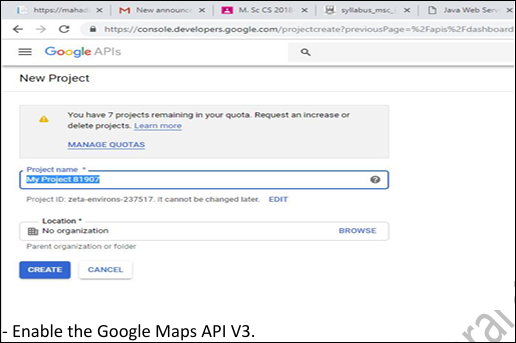 https://mahad
New announc
M. Sc CS 2018
syllabus_msc_
Java Web Serv
https://console.developers.google.com/projectcreate?previousPage=%2Fapis%2Fdashboard
Google APIs
New Project
You have 7 projects remaining in your quota. Request an increase or
delete projects. Learn more
MANAGE QUOTAS
Project name *
My Project 81907
Project ID: zeta-environs-237517. It cannot be changed later. EDIT
Location *
No organization BROWSE
Parent organization or folder
CREATE CANCEL
- Enable the Google Maps API V3.